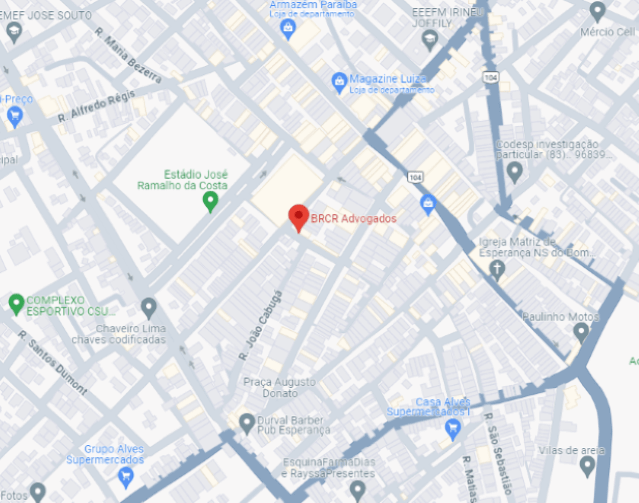 Armazém Paraíba
Loja de departamento
EMEF JOSE SOUTO
EEEFM IRINEU
JOFFILY
Mércio Celi
R. Maria Bezerra
Magazine Luiza
Loja de departamento
104
i-Preço
R. Alfredo Régis
Codesp investigação
particular (83)...96839...
cipal
Estádio José
Ramalho da Costa
104
BRCR Advogados
Igreja Matriz de
Esperança NS do Bom...
COMPLEXO
ESPORTIVO CSU...
Chaveiro Lima
chaves codificadas
R. João Cabugá
Paulinho Motos
R. Santos Dumont
Praça Augusto
Donato
Casa Alves
Supermercados I
Durval Barber
Pub Esperança
R. São Sebastião
Grupo Alves
Supermercados
EsquinaFarmaDias
e RayssaPresentes
R. Matias
Vilas de areia
Fotos